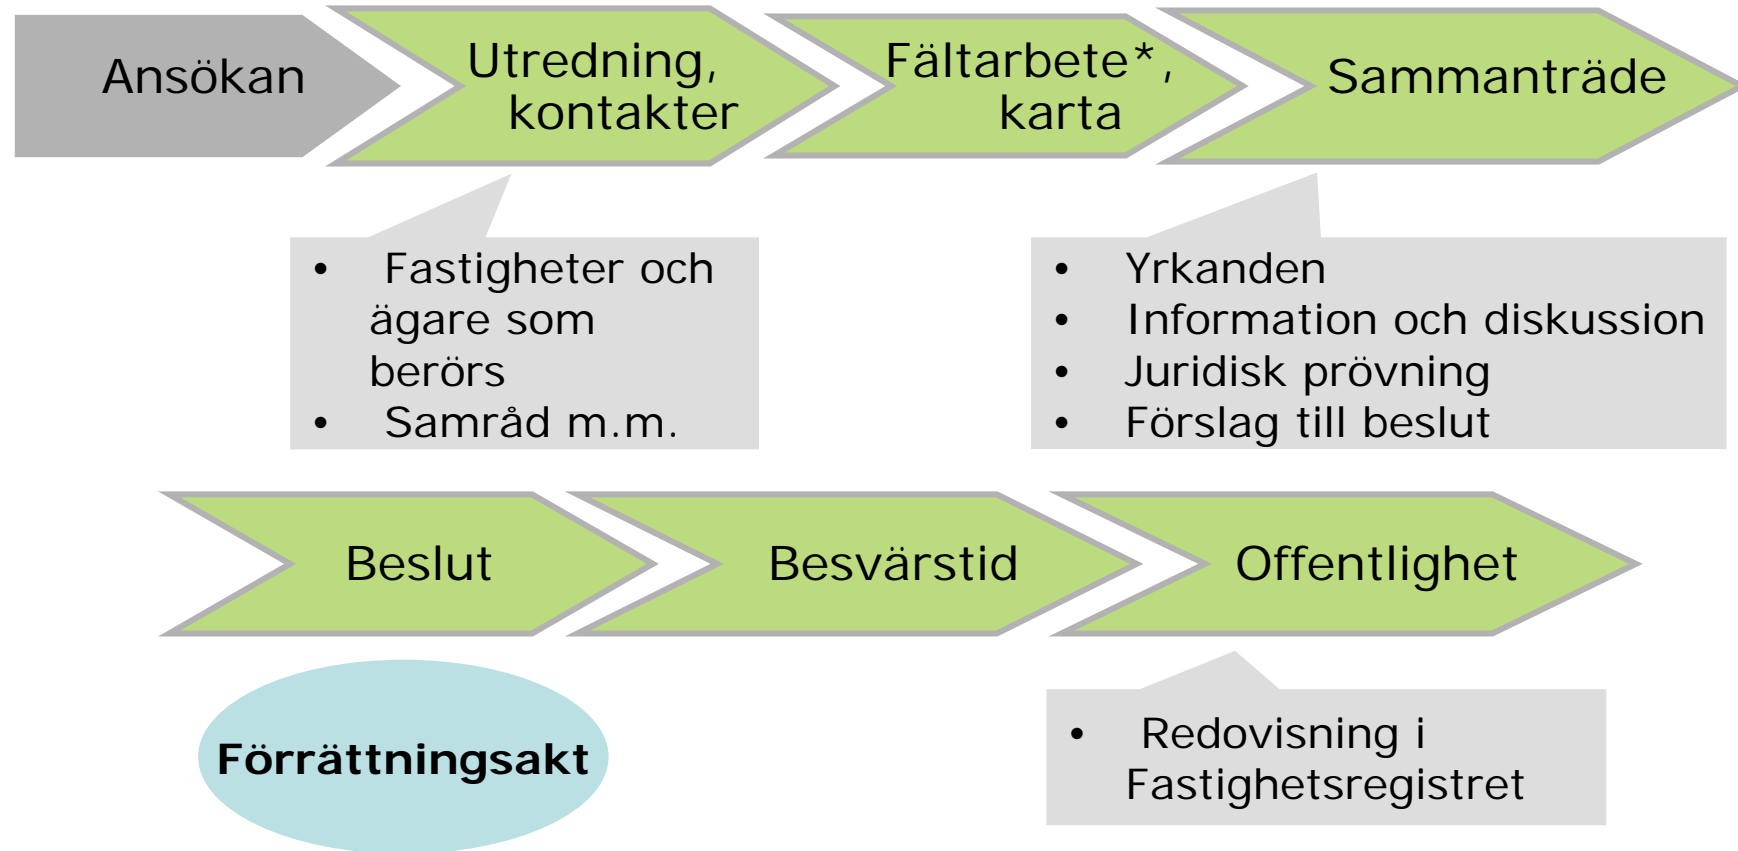 Ansökan
Utredning,
kontakter
Fältarbete*,
karta
Sammanträde
• Fastigheter och
ägare som
berörs
• Samråd m.m.
• Yrkanden
• Information och diskussion
• Juridisk prövning
• Förslag till beslut
Beslut
Besvärstid
Offentlighet
Förrättningsakt
• Redovisning i
Fastighetsregistret